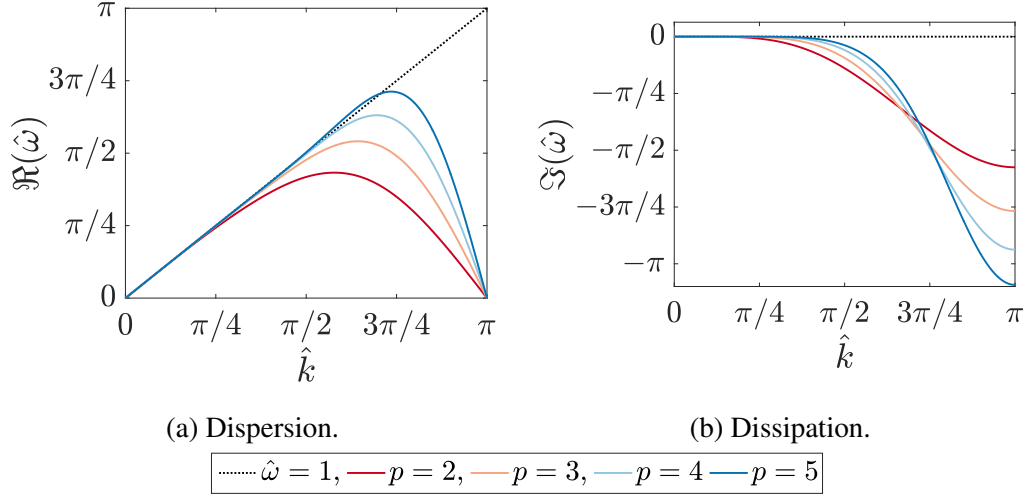 π
3π/4
π/2
π/4
0
ℜ(ω̂)
0 π/4 π/2 3π/4 π
k̂
(a) Dispersion.
0
−π/4
−π/2
−3π/4
−π
ℑ(ω̂)
0 π/4 π/2 3π/4 π
k̂
(b) Dissipation.
ω̂ = 1, p = 2, p = 3, p = 4 p = 5